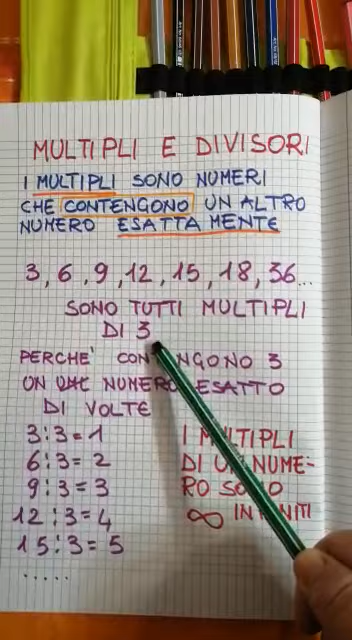 MULTIPLI E DIVISORI
I MULTIPLI SONO NUMERI
CHE CONTENGONO UN ALTRO
NUMERO ESATTAMENTE
3, 6, 9, 12, 15, 18, 36...
SONO TUTTI MULTIPLI
DI 3
PERCHE' CON NGONO 3
UN NUMERO ESATTO
DI VOLTE
3:3=1
6:3=2
9:3=3
12:3=4
15:3=5
.....
I MULTIPLI
DI UN NUME-
RO SONO
∞ INFINITI